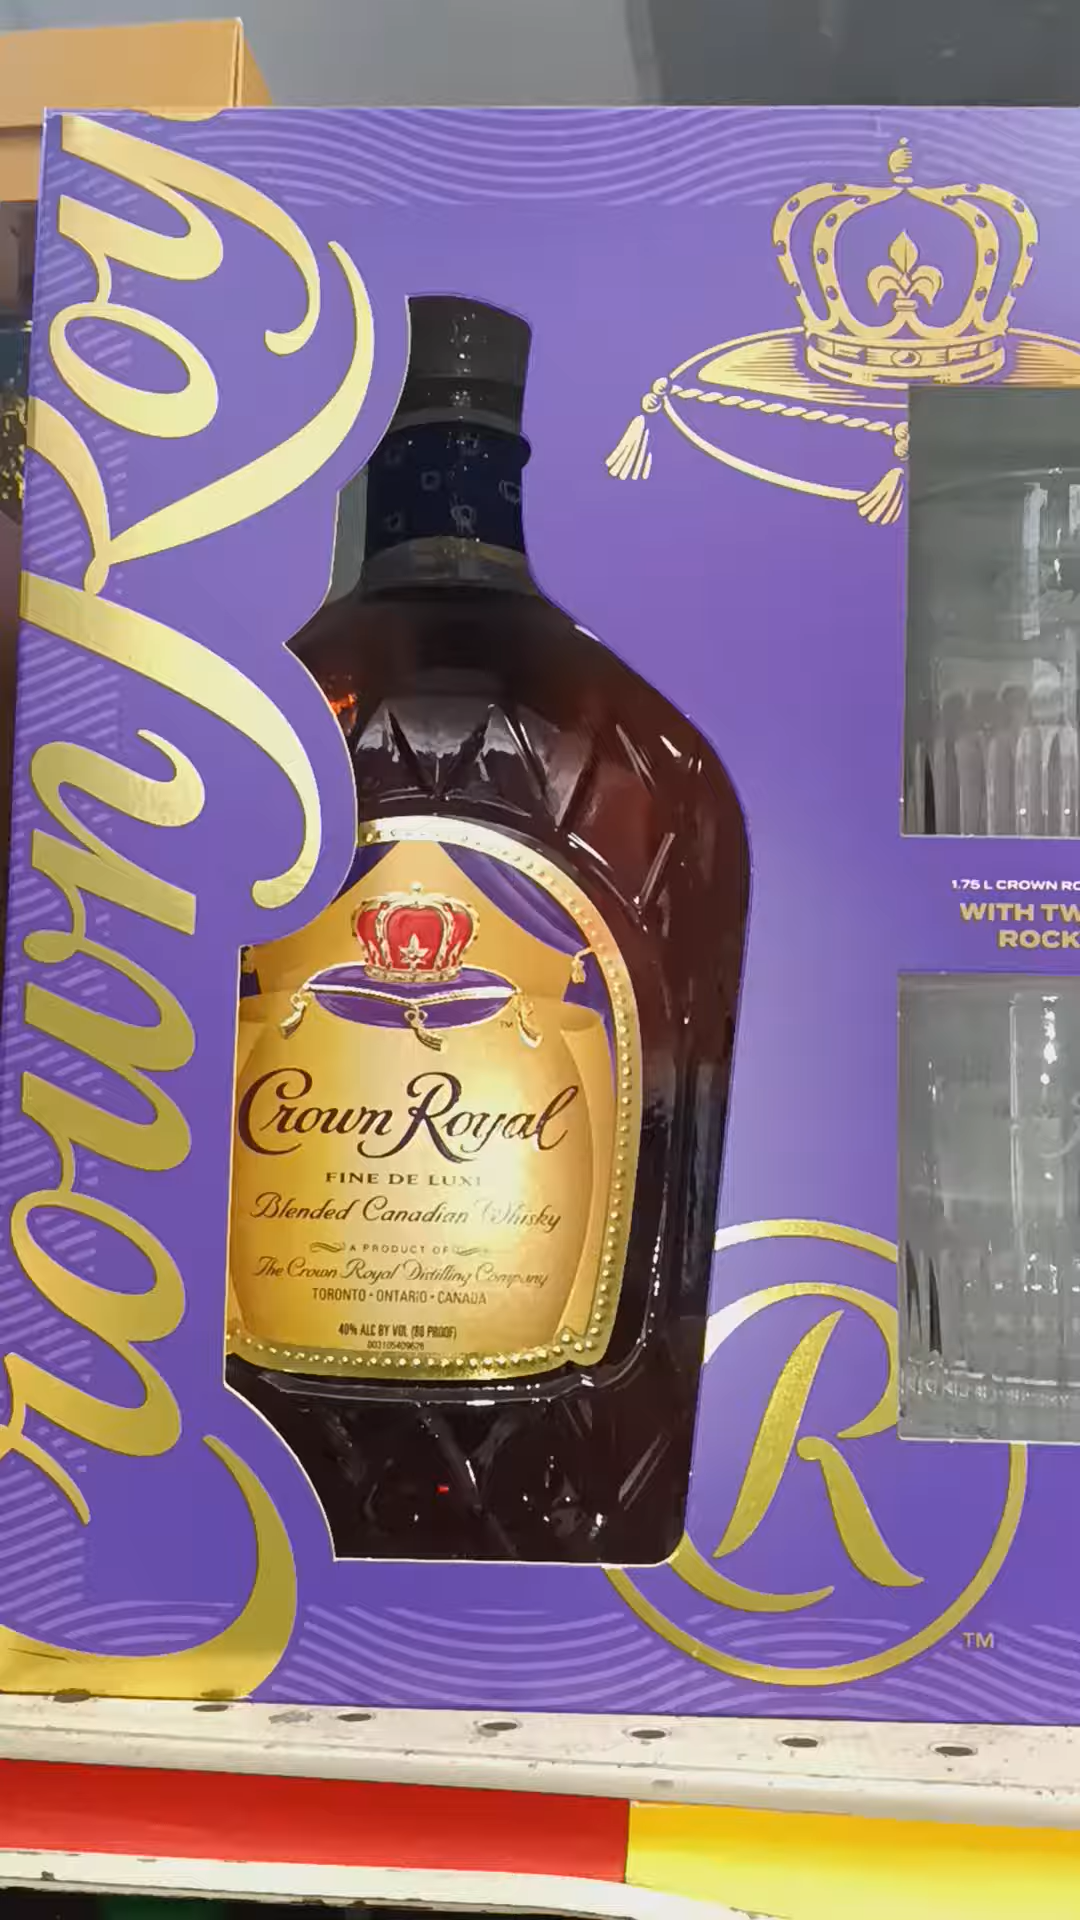 Crown Roy
Crown Royal
FINE DE LUXE
Blended Canadian Whisky
A PRODUCT OF
The Crown Royal Distilling Company
TORONTO • ONTARIO • CANADA
40% ALC BY VOL (80 PROOF)
1.75 L CROWN RO
WITH TW
ROCK
R
TM